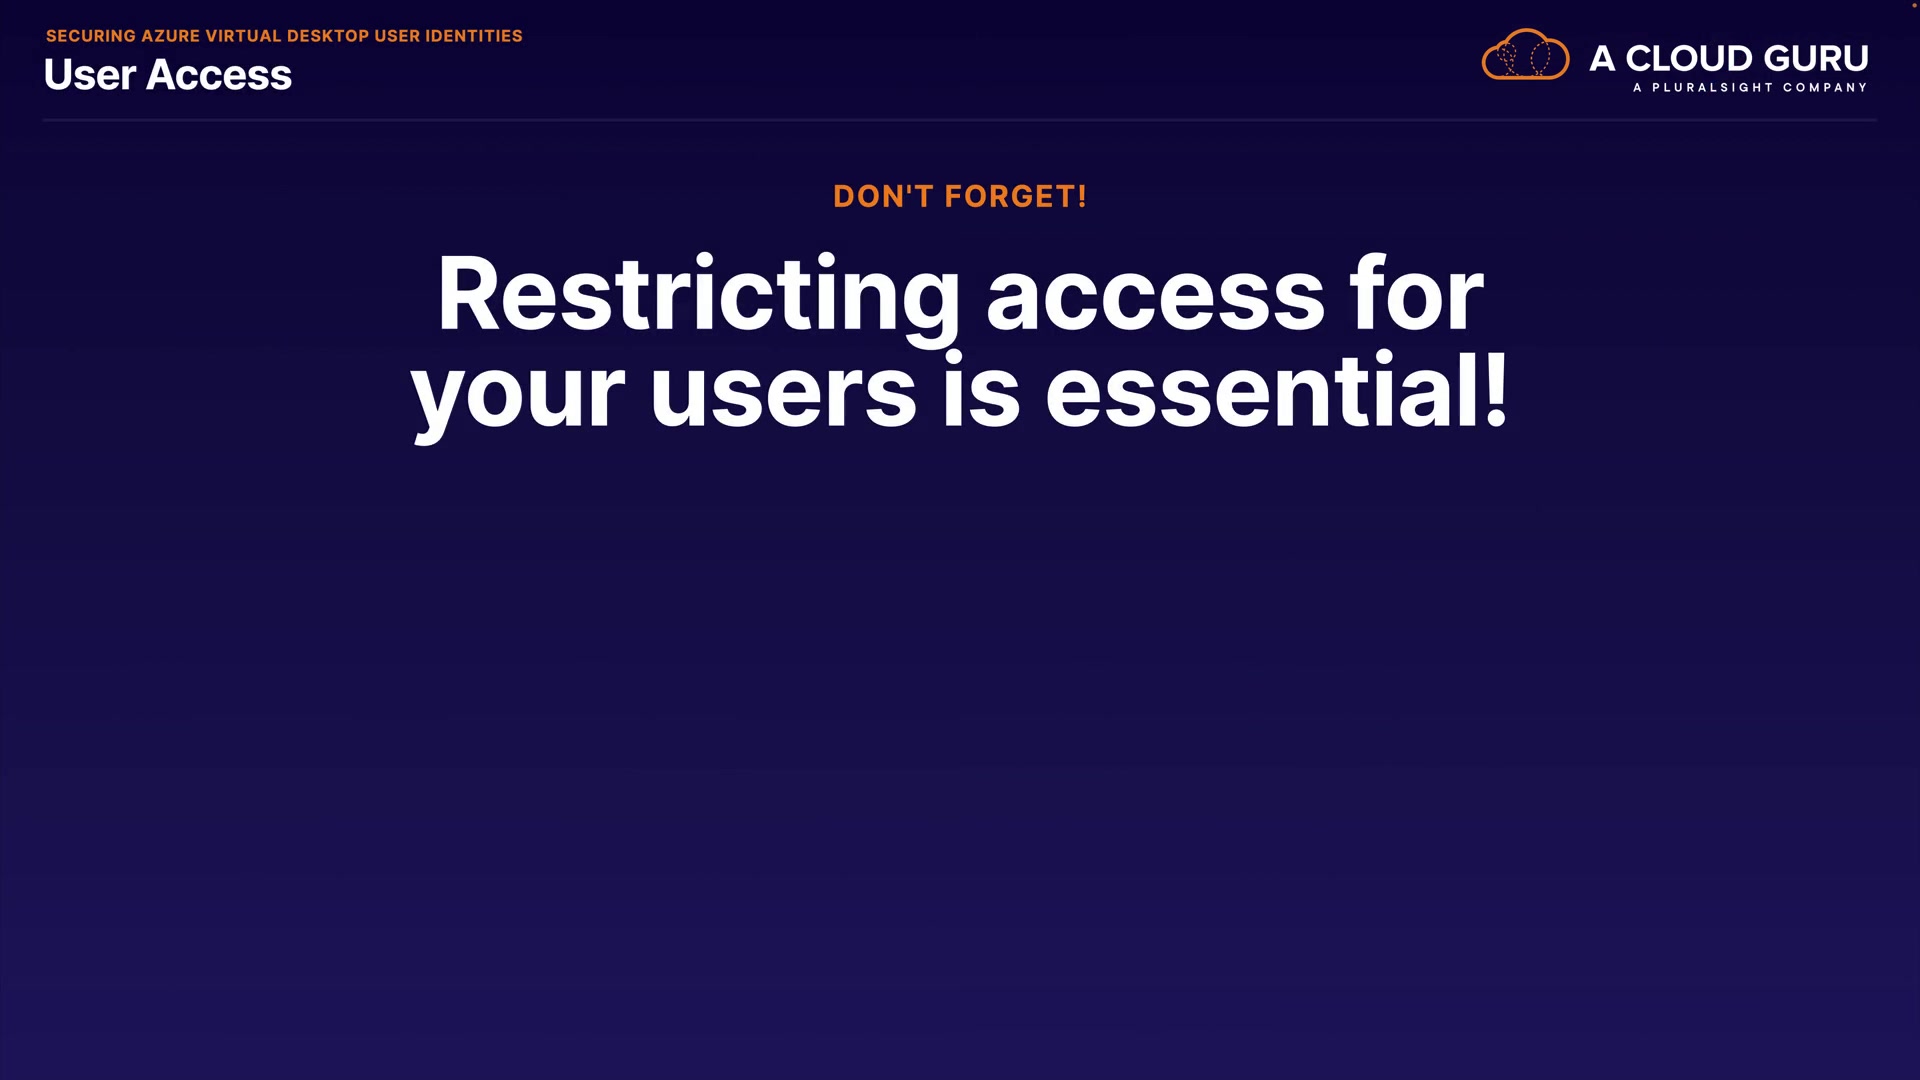 SECURING AZURE VIRTUAL DESKTOP USER IDENTITIES
User Access
A CLOUD GURU
A PLURALSIGHT COMPANY
DON'T FORGET!
Restricting access for
your users is essential!